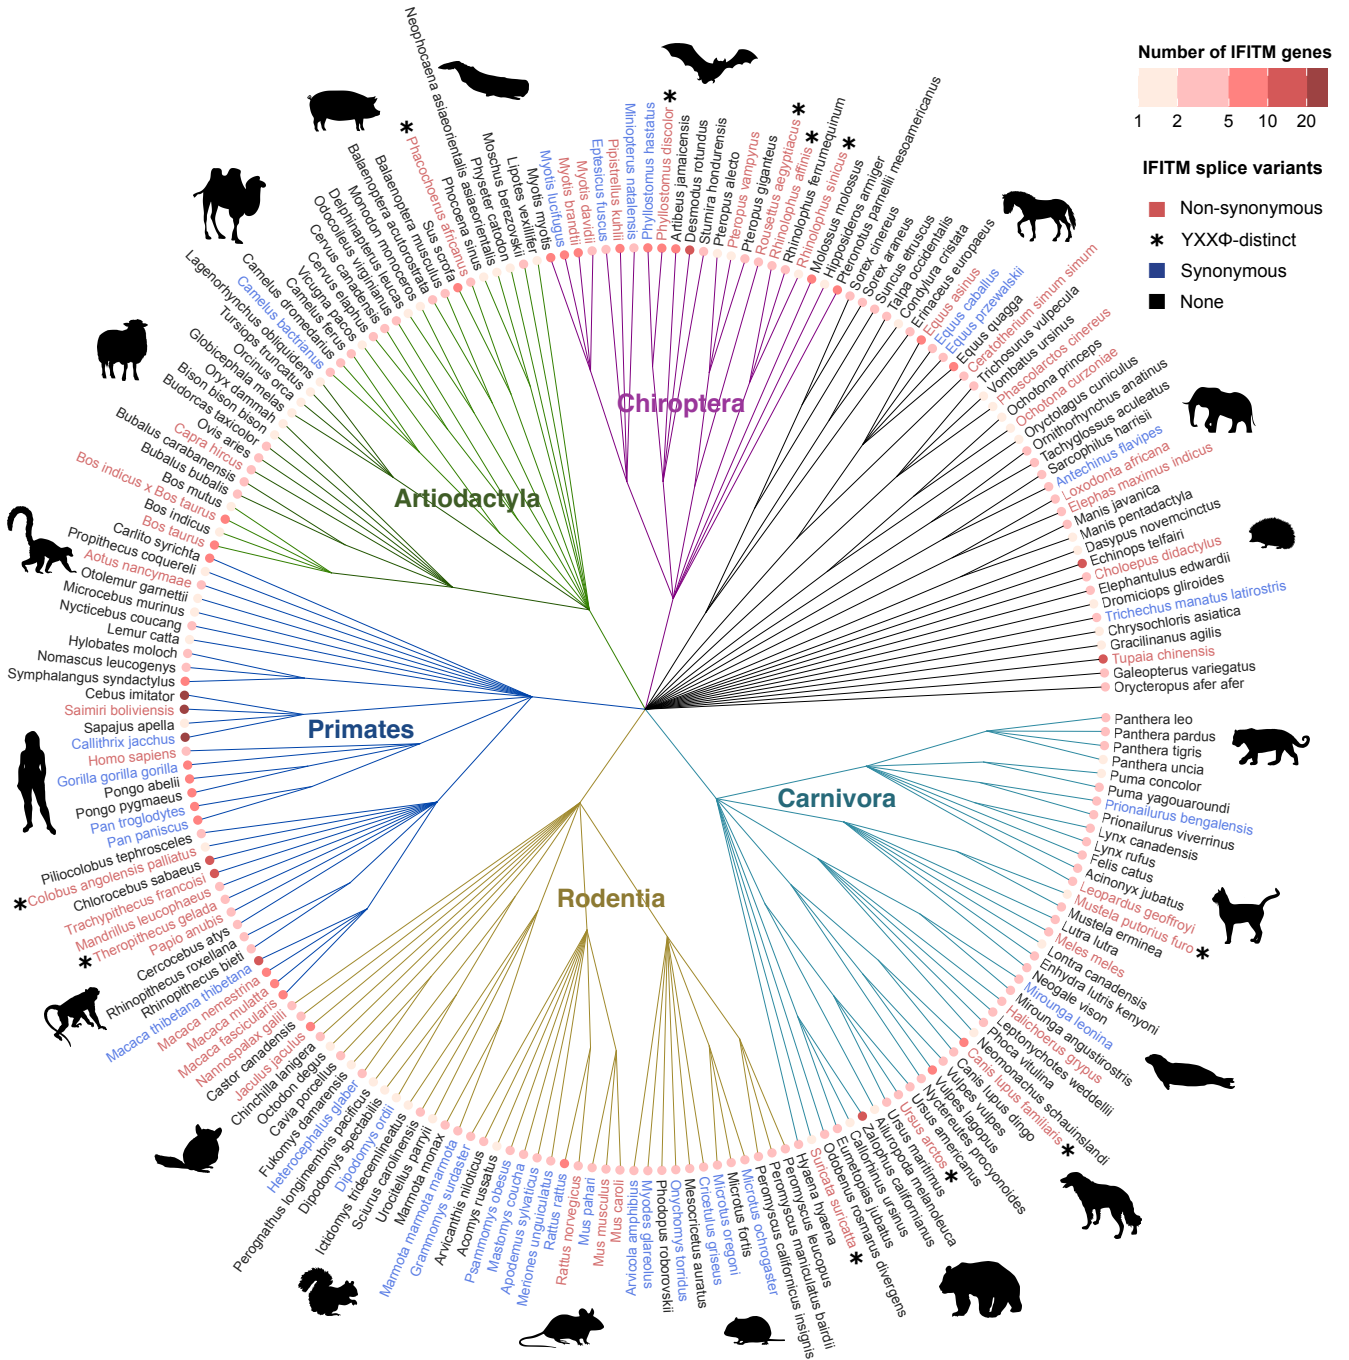 Number of IFITM genes
1 2 5 10 20
IFITM splice variants
Non-synonymous
* YXXΦ-distinct
Synonymous
None
Chiroptera
Artiodactyla
Primates
Carnivora
Rodentia
Neophocaena asiaeorientalis asiaeorientalis
Myotis lucifugus
Myotis brandtii
Myotis davidii
Eptesicus fuscus
Pipistrellus kuhlii
Miniopterus natalensis
Phyllostomus hastatus
Phyllostomus discolor *
Artibeus jamaicensis
Desmodus rotundus
Sturnira hondurensis
Pteropus alecto
Pteropus vampyrus
Pteropus giganteus
Rousettus aegyptiacus *
Rhinolophus affinis *
Rhinolophus ferrumequinum
Rhinolophus sinicus *
Molossus molossus
Hipposideros armiger
Pteronotus parnellii mesoamericanus
Sorex cinereus
Sorex araneus
Suncus etruscus
Talpa occidentalis
Condylura cristata
Erinaceus europaeus
Equus asinus
Equus caballus
Equus przewalskii
Equus quagga
Ceratotherium simum simum
Trichosurus vulpecula
Vombatus ursinus
Phascolarctos cinereus
Ochotona princeps
Ochotona curzoniae
Oryctolagus cuniculus
Ornithorhynchus anatinus
Tachyglossus aculeatus
Sarcophilus harrisii
Antechinus flavipes
Loxodonta africana
Elephas maximus indicus
Manis javanica
Manis pentadactyla
Dasypus novemcinctus
Echinops telfairi
Choloepus didactylus
Elephantulus edwardii
Dromiciops gliroides
Trichechus manatus latirostris
Chrysochloris asiatica
Gracilinanus agilis
Tupaia chinensis
Galeopterus variegatus
Orycteropus afer afer
Panthera leo
Panthera pardus
Panthera tigris
Panthera uncia
Puma concolor
Puma yagouaroundi
Prionailurus bengalensis
Prionailurus viverrinus
Lynx canadensis
Lynx rufus
Felis catus
Acinonyx jubatus
Leopardus geoffroyi
Mustela putorius furo *
Mustela erminea
Lutra lutra
Meles meles
Lontra canadensis
Enhydra lutris kenyoni
Neogale vison
Mirounga leonina
Mirounga angustirostris
Halichoerus grypus
Leptonychotes weddellii
Phoca vitulina
Neomonachus schauinslandi
Canis lupus familiaris *
Canis lupus dingo
Vulpes vulpes
Vulpes lagopus
Nyctereutes procyonoides
Ursus americanus
Ursus arctos *
Ursus maritimus
Ailuropoda melanoleuca
Zalophus californianus
Callorhinus ursinus
Eumetopias jubatus
Odobenus rosmarus divergens
Suricata suricatta *
Hyaena hyaena
Peromyscus leucopus
Peromyscus maniculatus bairdii
Peromyscus californicus insignis
Microtus ochrogaster
Microtus fortis
Microtus oregoni
Cricetulus griseus
Mesocricetus auratus
Onychomys torridus
Phodopus roborovskii
Myodes glareolus
Arvicola amphibius
Mus caroli
Mus musculus
Mus pahari
Rattus norvegicus
Rattus rattus
Meriones unguiculatus
Apodemus sylvaticus
Mastomys coucha
Psammomys obesus
Acomys russatus
Arvicanthis niloticus
Grammomys surdaster
Marmota marmota marmota
Marmota monax
Urocitellus parryii
Sciurus carolinensis
Ictidomys tridecemlineatus
Dipodomys ordii
Dipodomys spectabilis
Perognathus longimembris pacificus
Heterocephalus glaber
Fukomys damarensis
Cavia porcellus
Octodon degus
Chinchilla lanigera
Jaculus jaculus
Castor canadensis
Nannospalax galili
Macaca fascicularis
Macaca mulatta
Macaca nemestrina
Macaca thibetana thibetana
Rhinopithecus bieti
Rhinopithecus roxellana
Cercocebus atys
Papio anubis
*Theropithecus gelada
Mandrillus leucophaeus
Trachypithecus francoisi
Chlorocebus sabaeus
*Colobus angolensis palliatus
Piliocolobus tephrosceles
Pan paniscus
Pan troglodytes
Pongo pygmaeus
Pongo abelii
Gorilla gorilla gorilla
Homo sapiens
Callithrix jacchus
Sapajus apella
Saimiri boliviensis
Cebus imitator
Symphalangus syndactylus
Nomascus leucogenys
Hylobates moloch
Lemur catta
Nycticebus coucang
Microcebus murinus
Otolemur garnettii
Aotus nancymaae
Propithecus coquereli
Carlito syrichta
Bos taurus
Bos indicus
Bos indicus x Bos taurus
Bos mutus
Bubalus bubalis
Bubalus carabanensis
Capra hircus
Ovis aries
Budorcas taxicolor
Bison bison bison
Oryx dammah
Globicephala melas
Orcinus orca
Tursiops truncatus
Lagenorhynchus obliquidens
Camelus bactrianus
Camelus dromedarius
Camelus ferus
Vicugna pacos
Cervus elaphus
Cervus canadensis
Odocoileus virginianus
Delphinapterus leucas
Monodon monoceros
Balaenoptera acutorostrata
Balaenoptera musculus
Sus scrofa
* Phacochoerus africanus
Phocoena sinus
Physeter catodon
Moschus berezovskii
Lipotes vexillifer
Myotis myotis